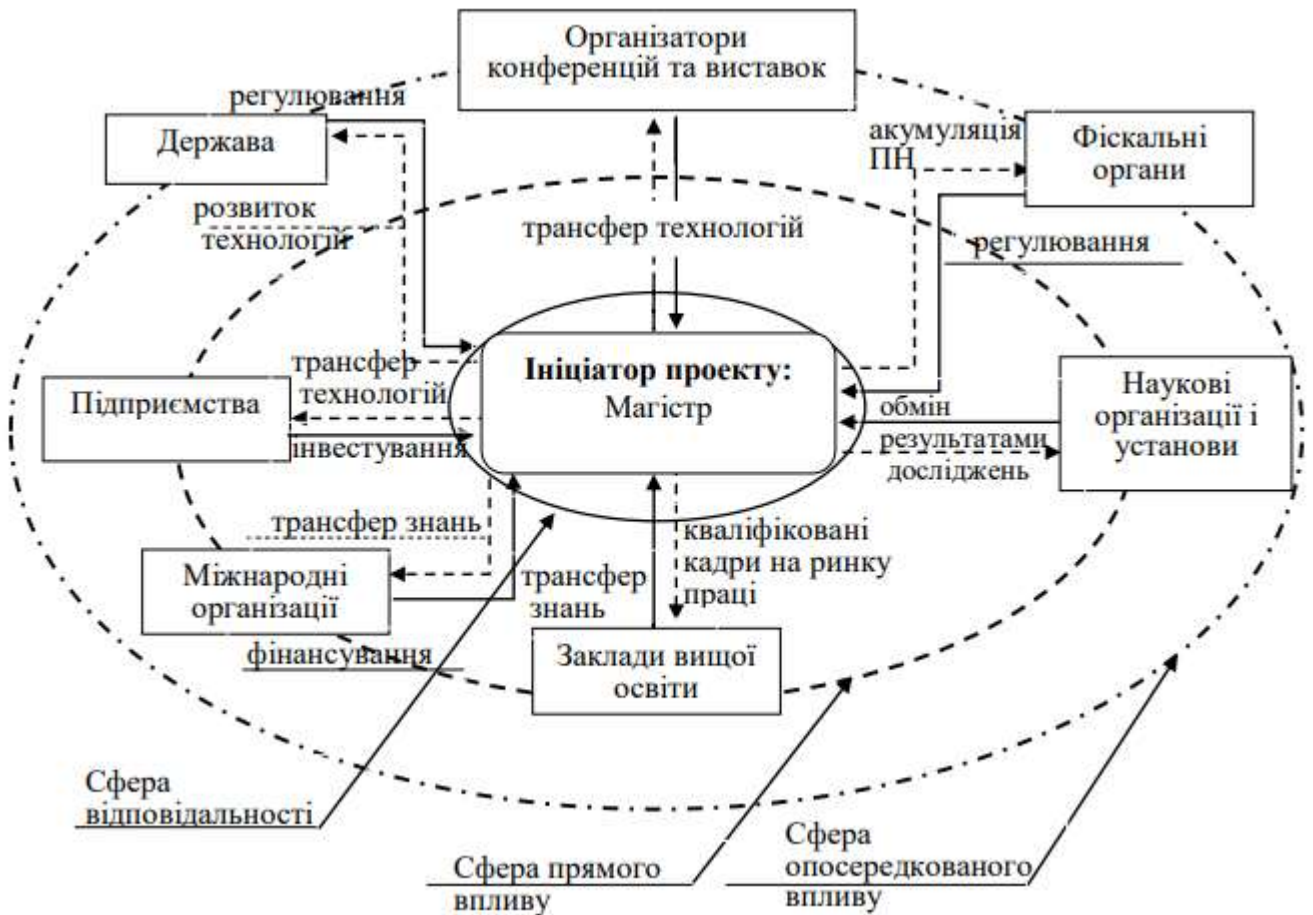 Організатори
конференцій та виставок
регулювання
Держава
акумуляція
ПН
Фіскальні
органи
розвиток
технологій
трансфер технологій
регулювання
Ініціатор проекту:
Магістр
трансфер
технологій
Підприємства
інвестування
обмін
результатами
досліджень
Наукові
організації і
установи
трансфер знань
Міжнародні
організації
трансфер
знань
кваліфіковані
кадри на ринку
праці
фінансування
Заклади вищої
освіти
Сфера
відповідальності
Сфера прямого
впливу
Сфера
опосередкованого
впливу